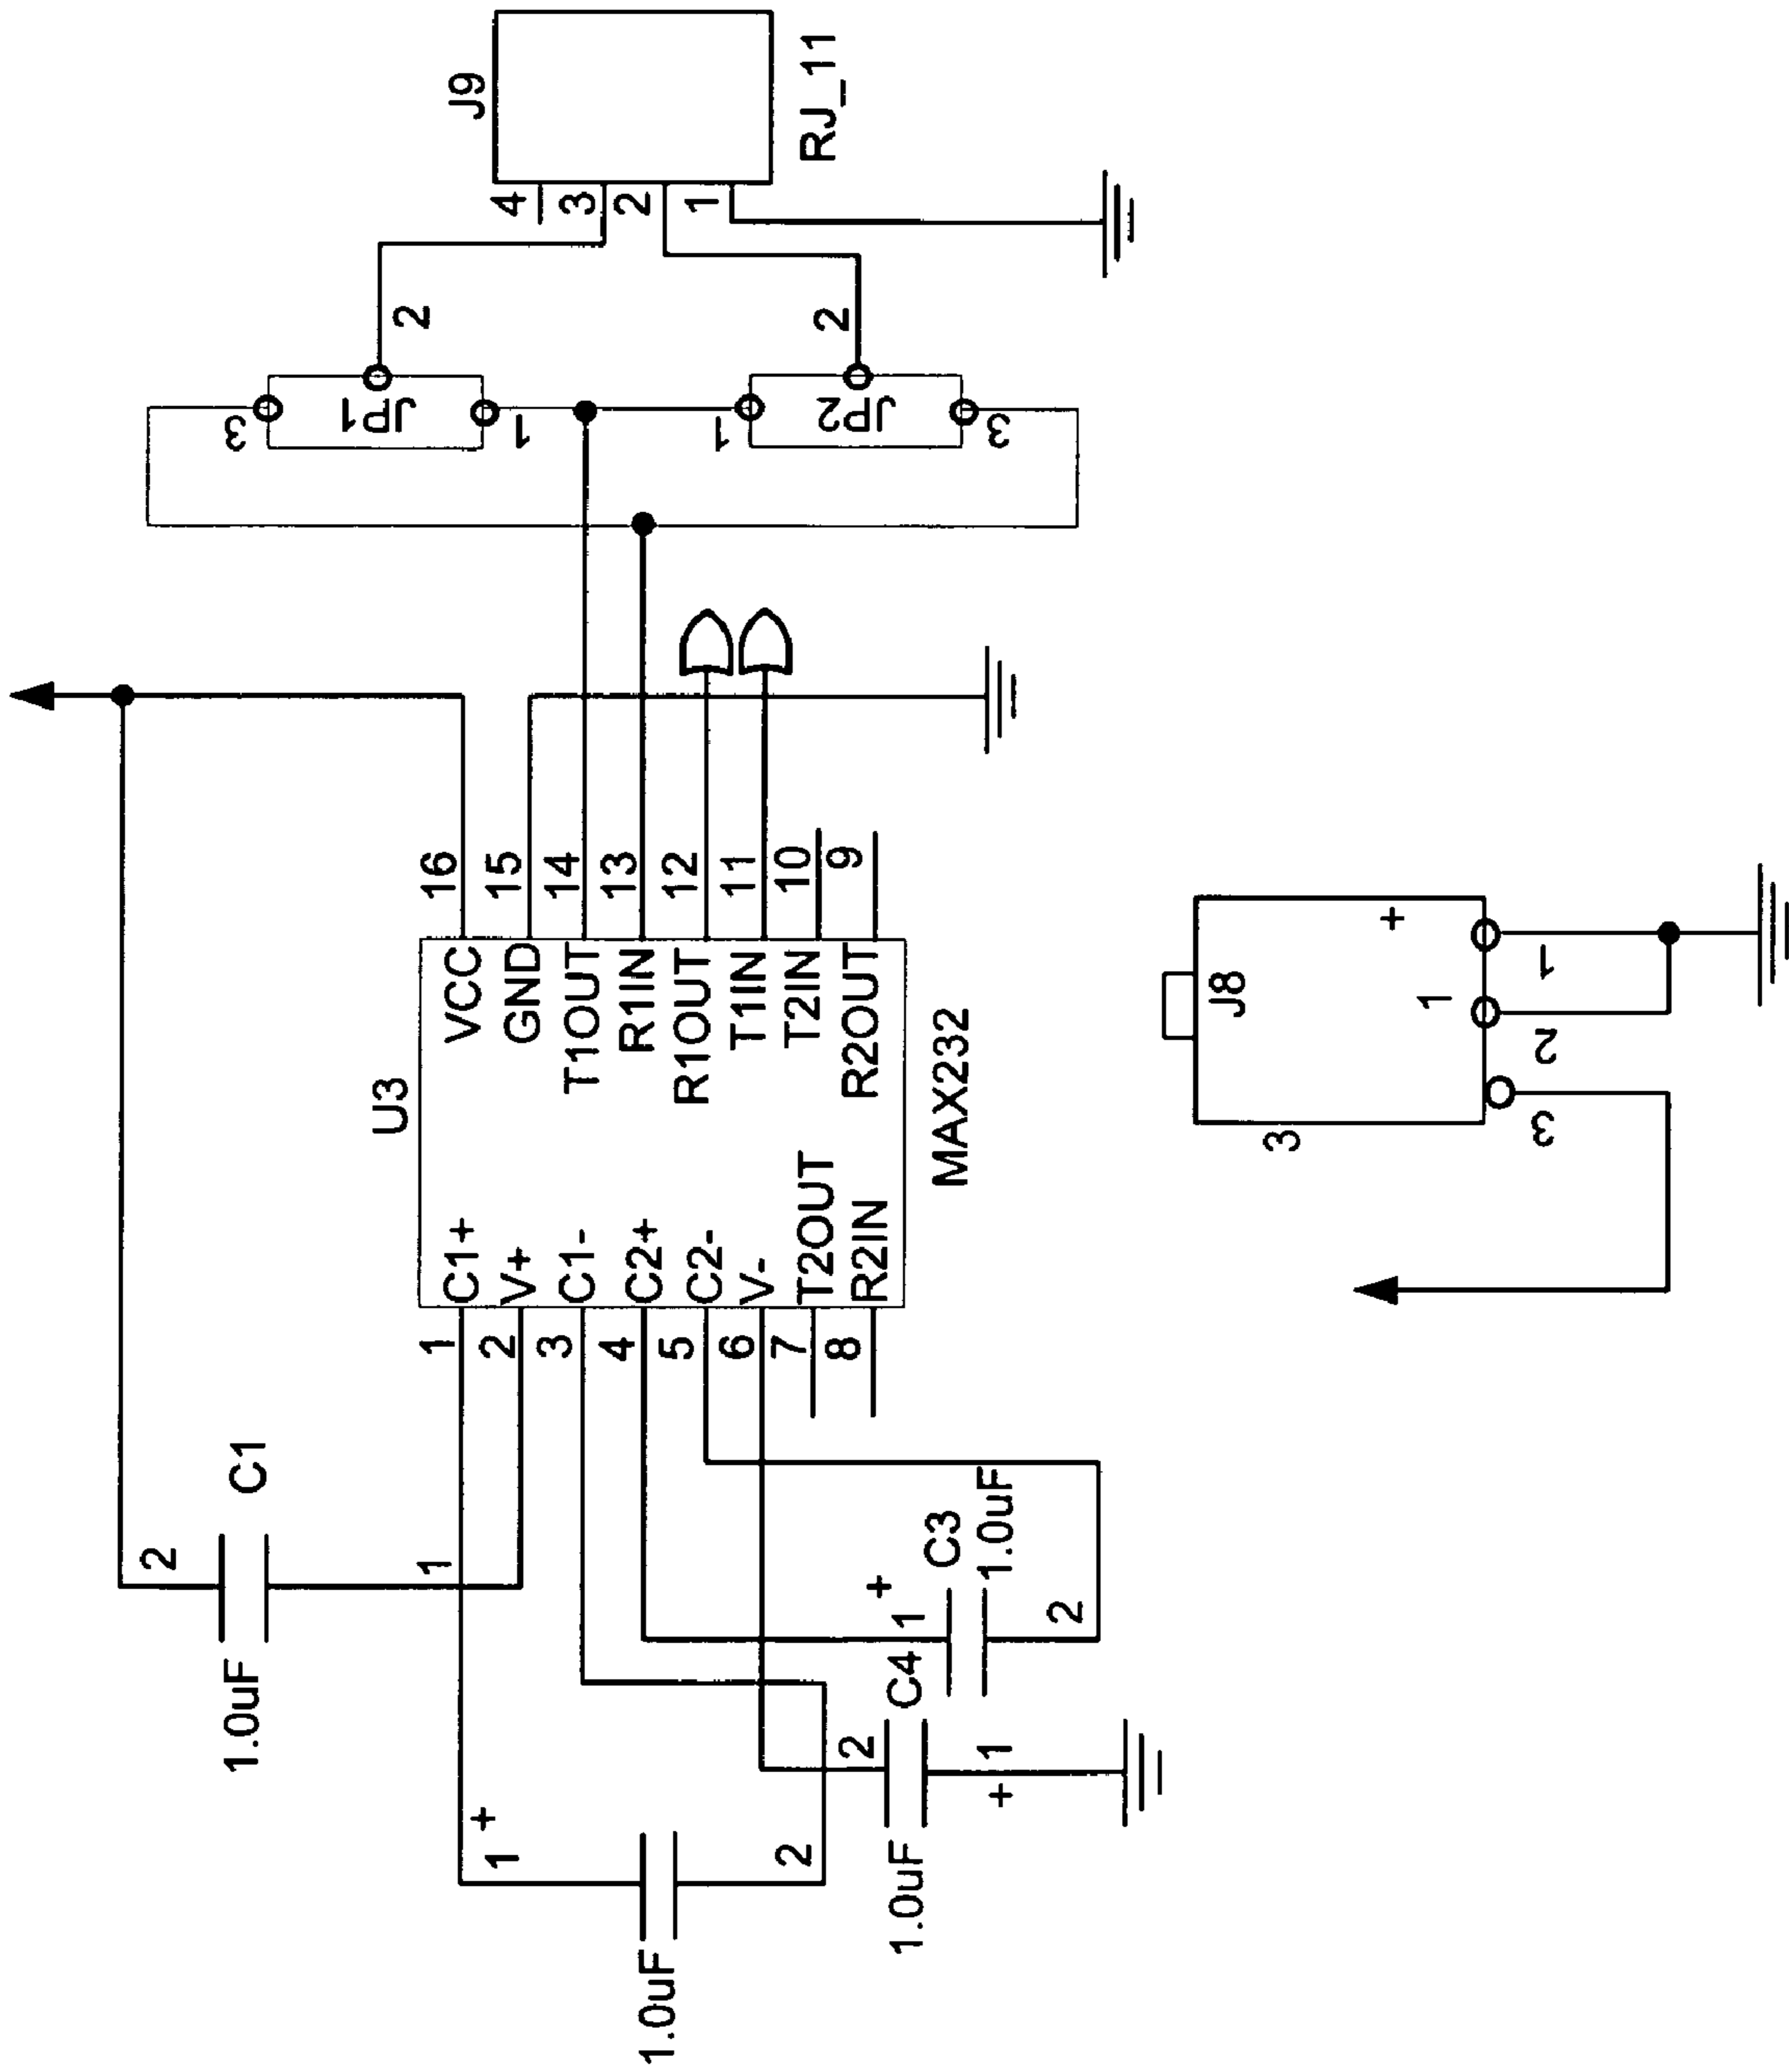 J9
RJ_11
4
3
2
1
2
2
3
JP1
1
1
JP2
3
U3
MAX232
VCC
GND
T1OUT
R1IN
R1OUT
T1IN
T2IN
R2OUT
16
15
14
13
12
11
10
9
C1+
V+
C1-
C2+
C2-
V-
T2OUT
R2IN
1
2
3
4
5
6
7
8
2
C1
1
1.0uF
1 +
2
1.0uF
2
C4
1.0uF
+ 1
+
1
C3
1.0uF
2
J8
3
1
+
3
2
1